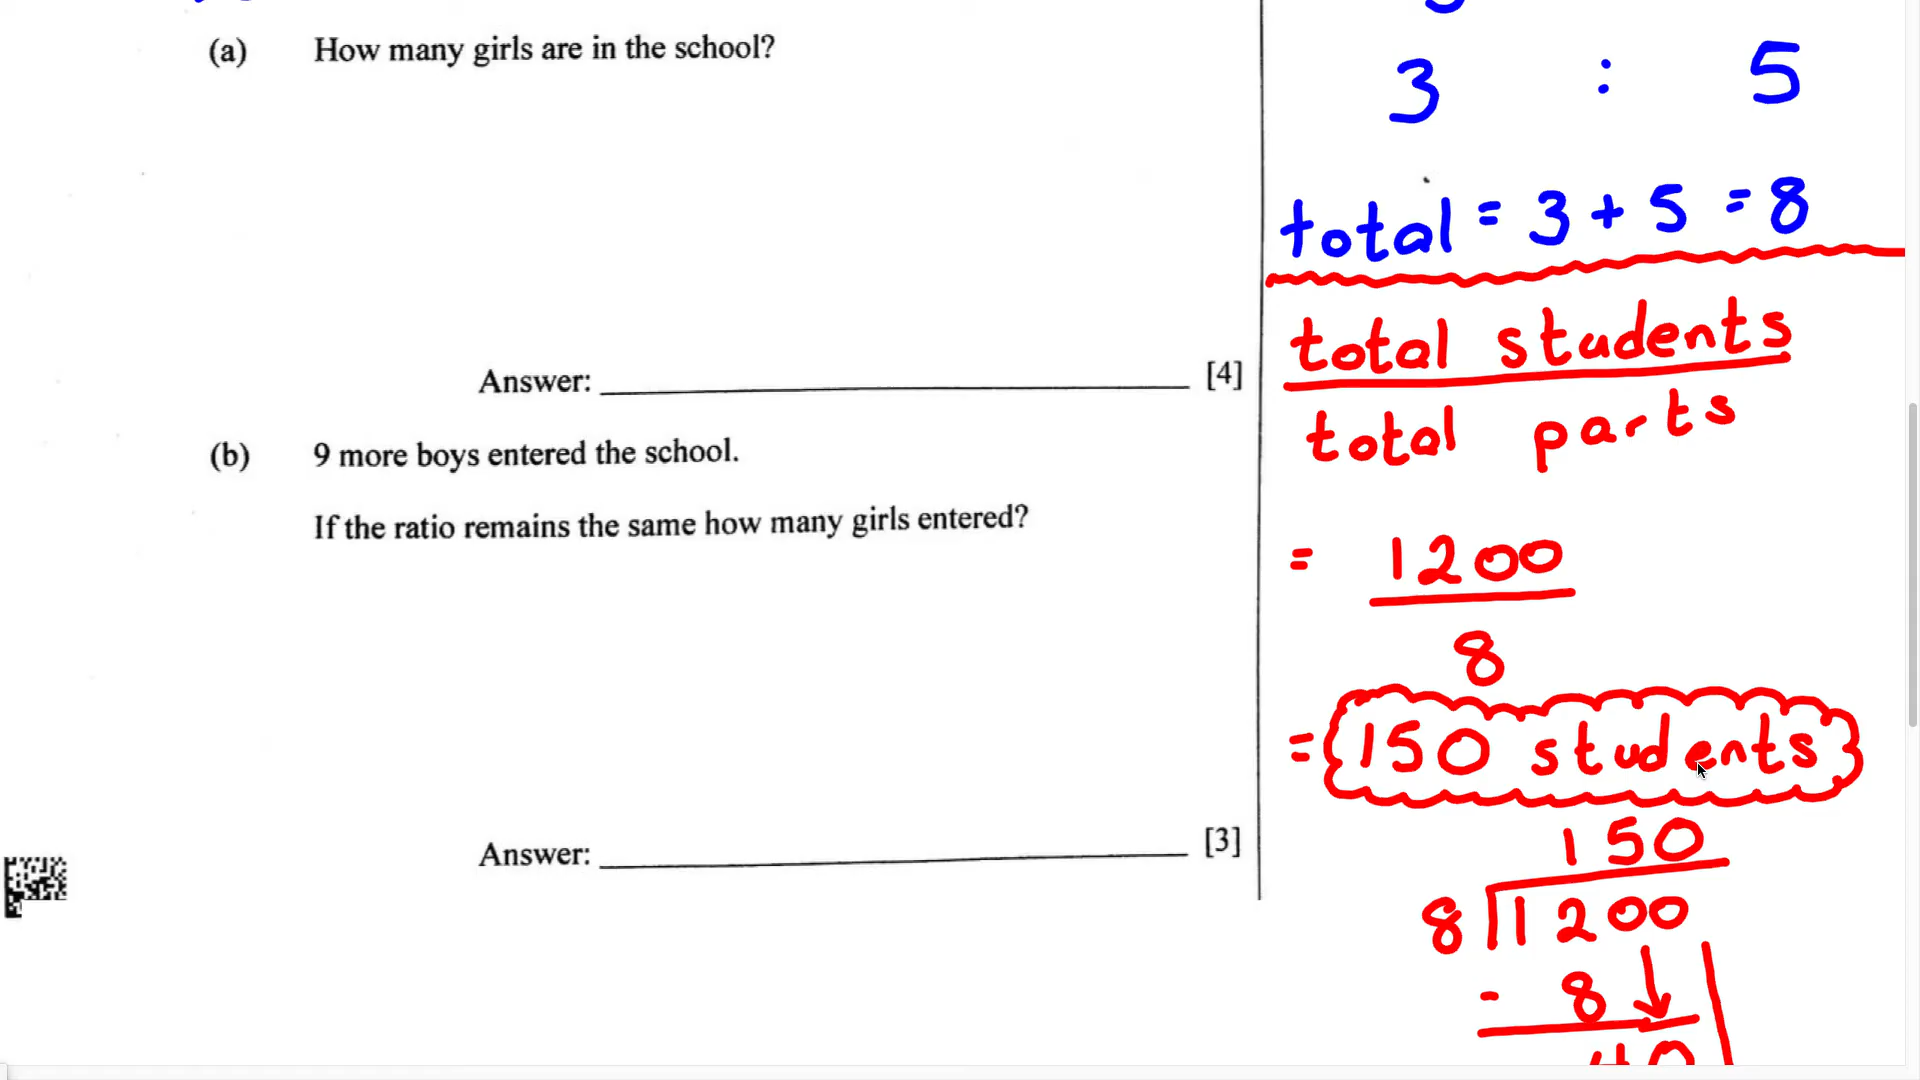 (a) How many girls are in the school?
Answer: [4]
(b) 9 more boys entered the school.
If the ratio remains the same how many girls entered?
Answer: [3]
3 : 5
total = 3 + 5 = 8
total students
total parts
= 1200
8
= 150 students
150
8 1200
- 8
40